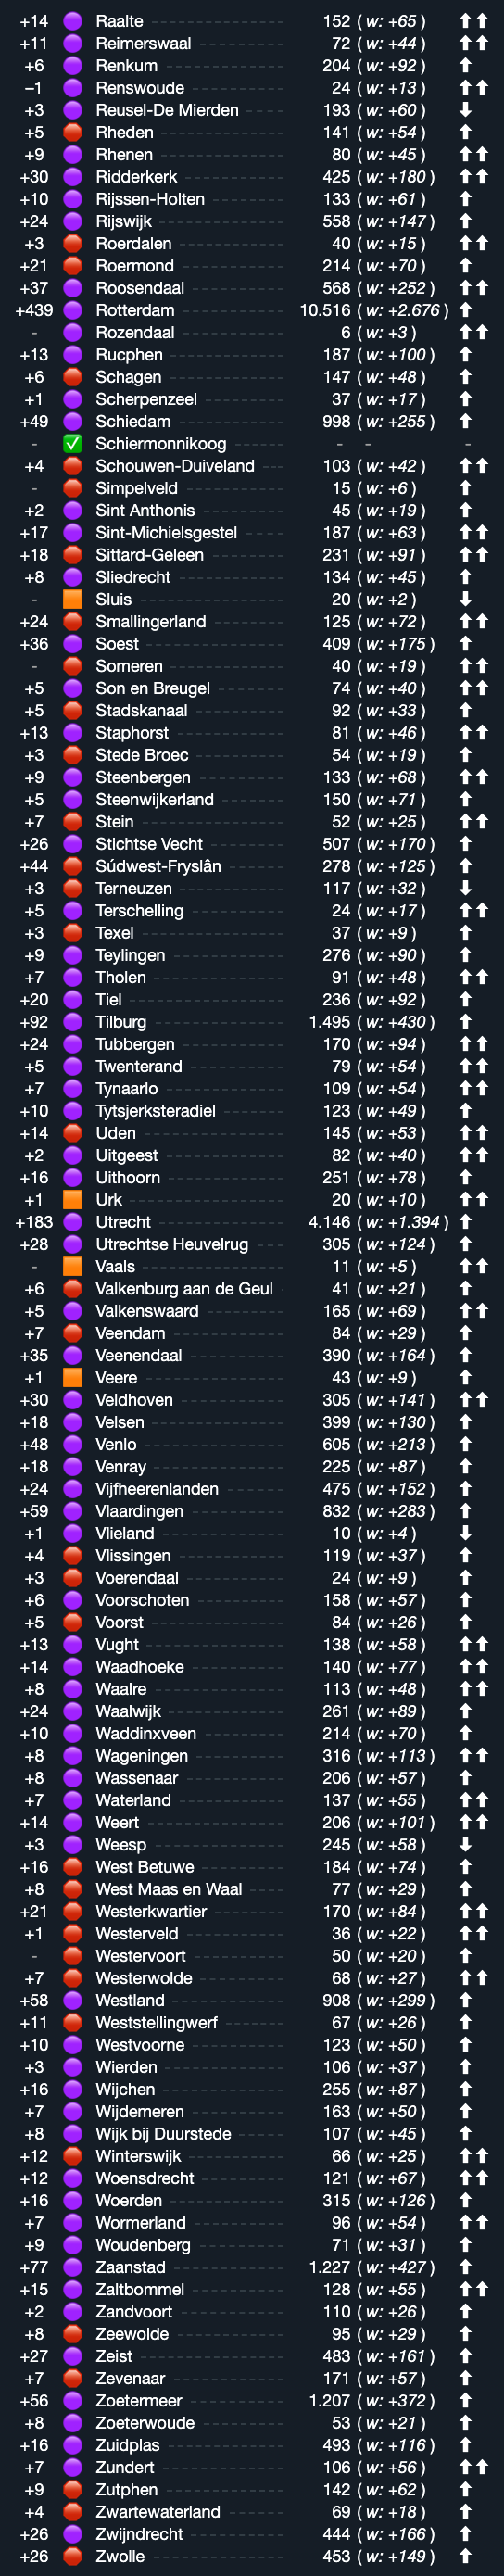 +14 🟣 Raalte 152 ( w: +65 ) ⬆⬆
+11 🟣 Reimerswaal 72 ( w: +44 ) ⬆⬆
+6 🟣 Renkum 204 ( w: +92 ) ⬆
−1 🟣 Renswoude 24 ( w: +13 ) ⬆⬆
+3 🟣 Reusel-De Mierden 193 ( w: +60 ) ⬇
+5 🛑 Rheden 141 ( w: +54 ) ⬆
+9 🟣 Rhenen 80 ( w: +45 ) ⬆⬆
+30 🟣 Ridderkerk 425 ( w: +180 ) ⬆⬆
+10 🟣 Rijssen-Holten 133 ( w: +61 ) ⬆
+24 🟣 Rijswijk 558 ( w: +147 ) ⬆
+3 🛑 Roerdalen 40 ( w: +15 ) ⬆⬆
+21 🛑 Roermond 214 ( w: +70 ) ⬆
+37 🟣 Roosendaal 568 ( w: +252 ) ⬆⬆
+439 🟣 Rotterdam 10.516 ( w: +2.676 ) ⬆
- 🟣 Rozendaal 6 ( w: +3 ) ⬆⬆
+13 🟣 Rucphen 187 ( w: +100 ) ⬆
+6 🛑 Schagen 147 ( w: +48 ) ⬆
+1 🟣 Scherpenzeel 37 ( w: +17 ) ⬆
+49 🟣 Schiedam 998 ( w: +255 ) ⬆
- ✅ Schiermonnikoog - - -
+4 🛑 Schouwen-Duiveland 103 ( w: +42 ) ⬆⬆
- 🛑 Simpelveld 15 ( w: +6 ) ⬆
+2 🟣 Sint Anthonis 45 ( w: +19 ) ⬆
+17 🟣 Sint-Michielsgestel 187 ( w: +63 ) ⬆⬆
+18 🛑 Sittard-Geleen 231 ( w: +91 ) ⬆⬆
+8 🟣 Sliedrecht 134 ( w: +45 ) ⬆
- 🟧 Sluis 20 ( w: +2 ) ⬇
+24 🛑 Smallingerland 125 ( w: +72 ) ⬆⬆
+36 🟣 Soest 409 ( w: +175 ) ⬆
- 🛑 Someren 40 ( w: +19 ) ⬆⬆
+5 🟣 Son en Breugel 74 ( w: +40 ) ⬆⬆
+5 🛑 Stadskanaal 92 ( w: +33 ) ⬆
+13 🟣 Staphorst 81 ( w: +46 ) ⬆⬆
+3 🛑 Stede Broec 54 ( w: +19 ) ⬆
+9 🟣 Steenbergen 133 ( w: +68 ) ⬆⬆
+5 🟣 Steenwijkerland 150 ( w: +71 ) ⬆
+7 🛑 Stein 52 ( w: +25 ) ⬆⬆
+26 🟣 Stichtse Vecht 507 ( w: +170 ) ⬆
+44 🛑 Súdwest-Fryslân 278 ( w: +125 ) ⬆
+3 🛑 Terneuzen 117 ( w: +32 ) ⬇
+5 🟣 Terschelling 24 ( w: +17 ) ⬆⬆
+3 🛑 Texel 37 ( w: +9 ) ⬆
+9 🟣 Teylingen 276 ( w: +90 ) ⬆
+7 🟣 Tholen 91 ( w: +48 ) ⬆⬆
+20 🟣 Tiel 236 ( w: +92 ) ⬆
+92 🟣 Tilburg 1.495 ( w: +430 ) ⬆
+24 🟣 Tubbergen 170 ( w: +94 ) ⬆⬆
+5 🟣 Twenterand 79 ( w: +54 ) ⬆⬆
+7 🟣 Tynaarlo 109 ( w: +54 ) ⬆⬆
+10 🟣 Tytsjerksteradiel 123 ( w: +49 ) ⬆
+14 🛑 Uden 145 ( w: +53 ) ⬆⬆
+2 🟣 Uitgeest 82 ( w: +40 ) ⬆⬆
+16 🟣 Uithoorn 251 ( w: +78 ) ⬆
+1 🟧 Urk 20 ( w: +10 ) ⬆⬆
+183 🟣 Utrecht 4.146 ( w: +1.394 ) ⬆
+28 🟣 Utrechtse Heuvelrug 305 ( w: +124 ) ⬆
- 🟧 Vaals 11 ( w: +5 ) ⬆⬆
+6 🛑 Valkenburg aan de Geul 41 ( w: +21 ) ⬆
+5 🟣 Valkenswaard 165 ( w: +69 ) ⬆⬆
+7 🛑 Veendam 84 ( w: +29 ) ⬆
+35 🟣 Veenendaal 390 ( w: +164 ) ⬆
+1 🟧 Veere 43 ( w: +9 ) ⬆
+30 🟣 Veldhoven 305 ( w: +141 ) ⬆⬆
+18 🟣 Velsen 399 ( w: +130 ) ⬆
+48 🟣 Venlo 605 ( w: +213 ) ⬆
+18 🟣 Venray 225 ( w: +87 ) ⬆
+24 🟣 Vijfheerenlanden 475 ( w: +152 ) ⬆
+59 🟣 Vlaardingen 832 ( w: +283 ) ⬆
+1 🟣 Vlieland 10 ( w: +4 ) ⬇
+4 🛑 Vlissingen 119 ( w: +37 ) ⬆
+3 🛑 Voerendaal 24 ( w: +9 ) ⬆
+6 🟣 Voorschoten 158 ( w: +57 ) ⬆
+5 🛑 Voorst 84 ( w: +26 ) ⬆
+13 🟣 Vught 138 ( w: +58 ) ⬆⬆
+14 🟣 Waadhoeke 140 ( w: +77 ) ⬆⬆
+8 🟣 Waalre 113 ( w: +48 ) ⬆⬆
+24 🟣 Waalwijk 261 ( w: +89 ) ⬆
+10 🟣 Waddinxveen 214 ( w: +70 ) ⬆
+8 🟣 Wageningen 316 ( w: +113 ) ⬆⬆
+8 🟣 Wassenaar 206 ( w: +57 ) ⬆
+7 🟣 Waterland 137 ( w: +55 ) ⬆⬆
+14 🟣 Weert 206 ( w: +101 ) ⬆⬆
+3 🟣 Weesp 245 ( w: +58 ) ⬇
+16 🛑 West Betuwe 184 ( w: +74 ) ⬆
+8 🛑 West Maas en Waal 77 ( w: +29 ) ⬆
+21 🛑 Westerkwartier 170 ( w: +84 ) ⬆⬆
+1 🛑 Westerveld 36 ( w: +22 ) ⬆⬆
- 🛑 Westervoort 50 ( w: +20 ) ⬆
+7 🛑 Westerwolde 68 ( w: +27 ) ⬆⬆
+58 🟣 Westland 908 ( w: +299 ) ⬆
+11 🛑 Weststellingwerf 67 ( w: +26 ) ⬆
+10 🟣 Westvoorne 123 ( w: +50 ) ⬆
+3 🟣 Wierden 106 ( w: +37 ) ⬆
+16 🟣 Wijchen 255 ( w: +87 ) ⬆
+7 🟣 Wijdemeren 163 ( w: +50 ) ⬆
+8 🟣 Wijk bij Duurstede 107 ( w: +45 ) ⬆
+12 🛑 Winterswijk 66 ( w: +25 ) ⬆⬆
+12 🟣 Woensdrecht 121 ( w: +67 ) ⬆⬆
+16 🟣 Woerden 315 ( w: +126 ) ⬆
+7 🟣 Wormerland 96 ( w: +54 ) ⬆⬆
+9 🟣 Woudenberg 71 ( w: +31 ) ⬆
+77 🟣 Zaanstad 1.227 ( w: +427 ) ⬆
+15 🟣 Zaltbommel 128 ( w: +55 ) ⬆⬆
+2 🟣 Zandvoort 110 ( w: +26 ) ⬆
+8 🛑 Zeewolde 95 ( w: +29 ) ⬆
+27 🟣 Zeist 483 ( w: +161 ) ⬆
+7 🛑 Zevenaar 171 ( w: +57 ) ⬆
+56 🟣 Zoetermeer 1.207 ( w: +372 ) ⬆
+8 🟣 Zoeterwoude 53 ( w: +21 ) ⬆
+16 🟣 Zuidplas 493 ( w: +116 ) ⬆
+7 🟣 Zundert 106 ( w: +56 ) ⬆⬆
+9 🛑 Zutphen 142 ( w: +62 ) ⬆
+4 🛑 Zwartewaterland 69 ( w: +18 ) ⬆
+26 🟣 Zwijndrecht 444 ( w: +166 ) ⬆
+26 🛑 Zwolle 453 ( w: +149 ) ⬆